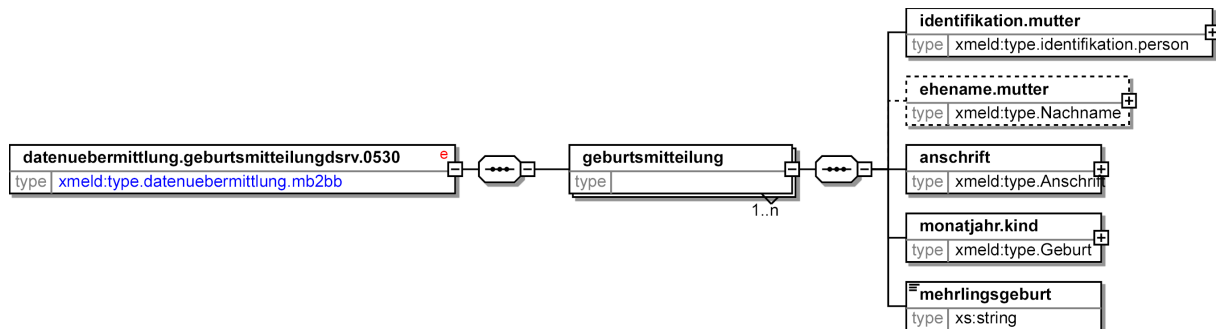 identifikation.mutter
type xmeld:type.identifikation.person
ehename.mutter
type xmeld:type.Nachname
datenuebermittlung.geburtsmitteilungdsrv.0530 e
type xmeld:type.datenuebermittlung.mb2bb
geburtsmitteilung
type
1..n
anschrift
type xmeld:type.Anschrift
monatjahr.kind
type xmeld:type.Geburt
mehrlingsgeburt
type xs:string